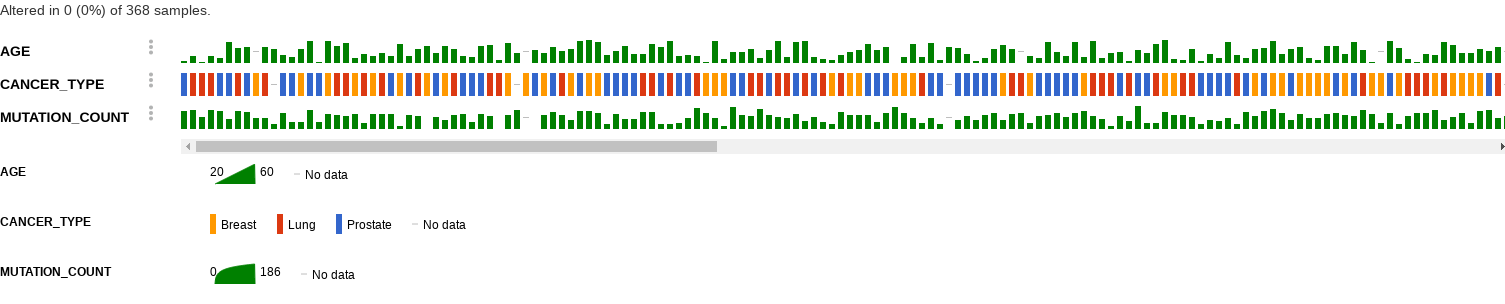 Altered in 0 (0%) of 368 samples.
AGE
CANCER_TYPE
MUTATION_COUNT
AGE 20 60 No data
CANCER_TYPE Breast Lung Prostate No data
MUTATION_COUNT 0 186 No data